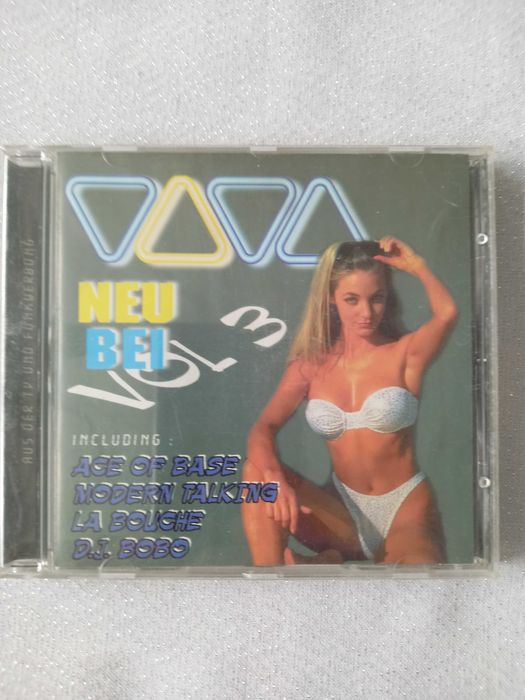 VIVA
NEU
BEI
VOL 3
INCLUDING :
ACE OF BASE
MODERN TALKING
LA BOUCHE
D.J. BOBO
AUS DER TV UND FUNKWERBUNG